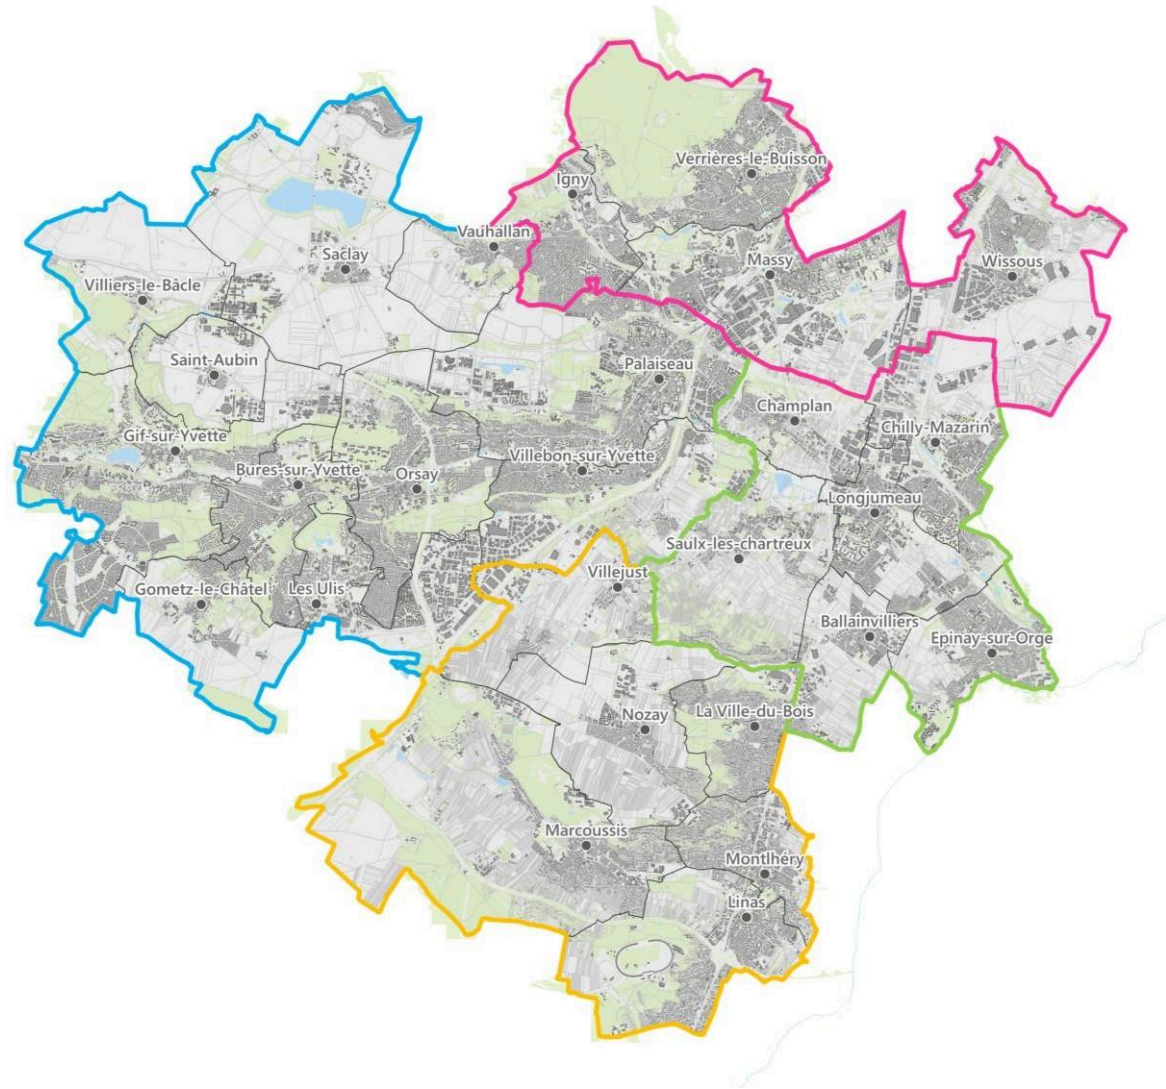 Verrières-le-Buisson
Igny
Vauhallan
Saclay
Massy
Wissous
Villiers-le-Bâcle
Saint-Aubin
Palaiseau
Champlan
Chilly-Mazarin
Gif-sur-Yvette
Bures-sur-Yvette
Orsay
Villebon-sur-Yvette
Longjumeau
Saulx-les-chartreux
Villejust
Gometz-le-Châtel
Les Ulis
Ballainvilliers
Epinay-sur-Orge
Nozay
La Ville-du-Bois
Marcoussis
Montlhéry
Linas